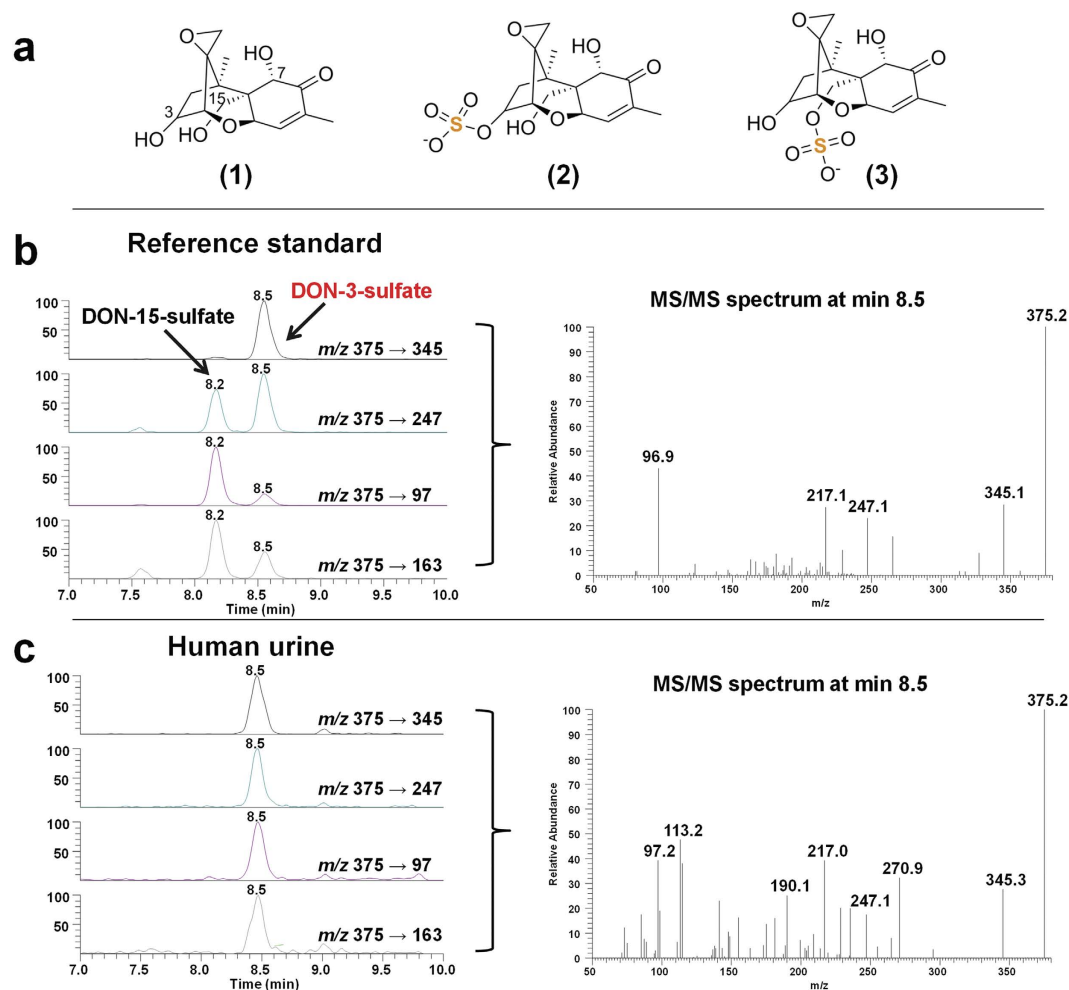 a
O
HO
7
O
15
3
HO
HO
O
(1)
O
HO
O
O
O
S
-O
O
HO
O
(2)
O
HO
O
HO
O
O
O
S
O
O-
(3)
b
Reference standard
DON-15-sulfate
DON-3-sulfate
100
50
8.5
m/z 375 → 345
100
50
8.2
8.5
m/z 375 → 247
100
50
8.2
8.5
m/z 375 → 97
100
50
8.2
8.5
m/z 375 → 163
7.0 7.5 8.0 8.5 9.0 9.5 10.0
Time (min)
MS/MS spectrum at min 8.5
375.2
100
90
80
70
60
50
40
30
20
10
0
Relative Abundance
96.9
217.1
247.1
345.1
50 100 150 200 250 300 350
m/z
c
Human urine
100
50
8.5
m/z 375 → 345
100
50
8.5
m/z 375 → 247
100
50
8.5
m/z 375 → 97
100
50
8.5
m/z 375 → 163
7.0 7.5 8.0 8.5 9.0 9.5 10.0
Time (min)
MS/MS spectrum at min 8.5
375.2
100
90
80
70
60
50
40
30
20
10
0
Relative Abundance
97.2
113.2
190.1
217.0
247.1
270.9
345.3
50 100 150 200 250 300 350
m/z